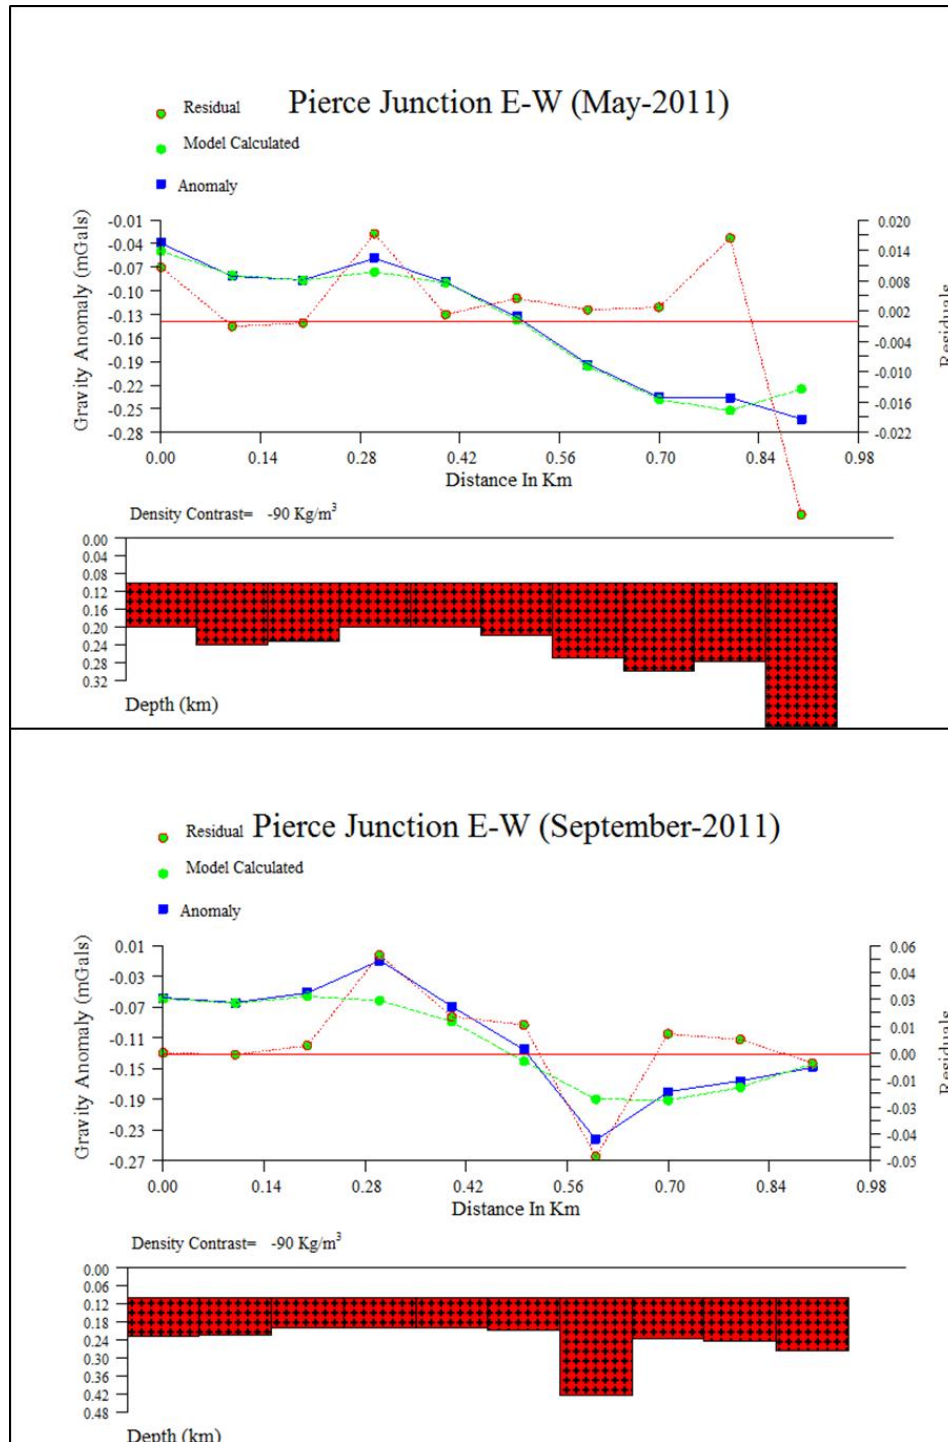 Residual
Pierce Junction E-W (May-2011)
Model Calculated
Anomaly
Gravity Anomaly (mGals)
-0.01
-0.04
-0.07
-0.10
-0.13
-0.16
-0.19
-0.22
-0.25
-0.28
0.020
0.014
0.008
0.002
-0.004
-0.010
-0.016
-0.022
Residuals
0.00 0.14 0.28 0.42 0.56 0.70 0.84 0.98
Distance In Km
Density Contrast= -90 Kg/m³
0.00
0.04
0.08
0.12
0.16
0.20
0.24
0.28
0.32
Depth (km)
Residual
Pierce Junction E-W (September-2011)
Model Calculated
Anomaly
Gravity Anomaly (mGals)
0.01
-0.03
-0.07
-0.11
-0.15
-0.19
-0.23
-0.27
0.06
0.04
0.03
0.01
0.00
-0.01
-0.03
-0.04
-0.05
Residuals
0.00 0.14 0.28 0.42 0.56 0.70 0.84 0.98
Distance In Km
Density Contrast= -90 Kg/m³
0.00
0.06
0.12
0.18
0.24
0.30
0.36
0.42
0.48
Depth (km)